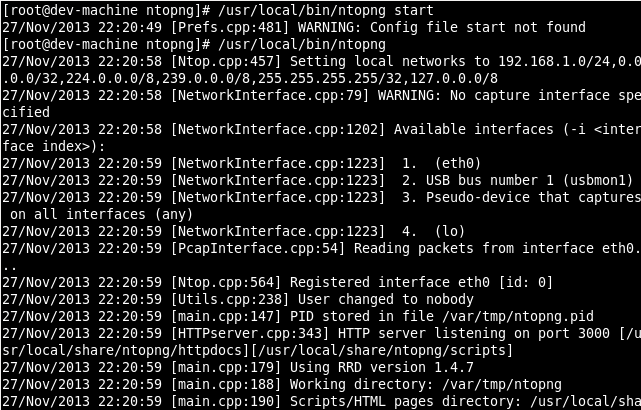 [root@dev-machine ntopng]# /usr/local/bin/ntopng start
27/Nov/2013 22:20:49 [Prefs.cpp:481] WARNING: Config file start not found
[root@dev-machine ntopng]# /usr/local/bin/ntopng
27/Nov/2013 22:20:58 [Ntop.cpp:457] Setting local networks to 192.168.1.0/24,0.0
.0.0/32,224.0.0.0/8,239.0.0.0/8,255.255.255.255/32,127.0.0.0/8
27/Nov/2013 22:20:58 [NetworkInterface.cpp:79] WARNING: No capture interface spe
cified
27/Nov/2013 22:20:58 [NetworkInterface.cpp:1202] Available interfaces (-i <inter
face index>):
27/Nov/2013 22:20:59 [NetworkInterface.cpp:1223]  1.  (eth0)
27/Nov/2013 22:20:59 [NetworkInterface.cpp:1223]  2. USB bus number 1 (usbmon1)
27/Nov/2013 22:20:59 [NetworkInterface.cpp:1223]  3. Pseudo-device that captures
 on all interfaces (any)
27/Nov/2013 22:20:59 [NetworkInterface.cpp:1223]  4.  (lo)
27/Nov/2013 22:20:59 [PcapInterface.cpp:54] Reading packets from interface eth0.
..
27/Nov/2013 22:20:59 [Ntop.cpp:564] Registered interface eth0 [id: 0]
27/Nov/2013 22:20:59 [Utils.cpp:238] User changed to nobody
27/Nov/2013 22:20:59 [main.cpp:147] PID stored in file /var/tmp/ntopng.pid
27/Nov/2013 22:20:59 [HTTPserver.cpp:343] HTTP server listening on port 3000 [/u
sr/local/share/ntopng/httpdocs][/usr/local/share/ntopng/scripts]
27/Nov/2013 22:20:59 [main.cpp:179] Using RRD version 1.4.7
27/Nov/2013 22:20:59 [main.cpp:188] Working directory: /var/tmp/ntopng
27/Nov/2013 22:20:59 [main.cpp:190] Scripts/HTML pages directory: /usr/local/sha